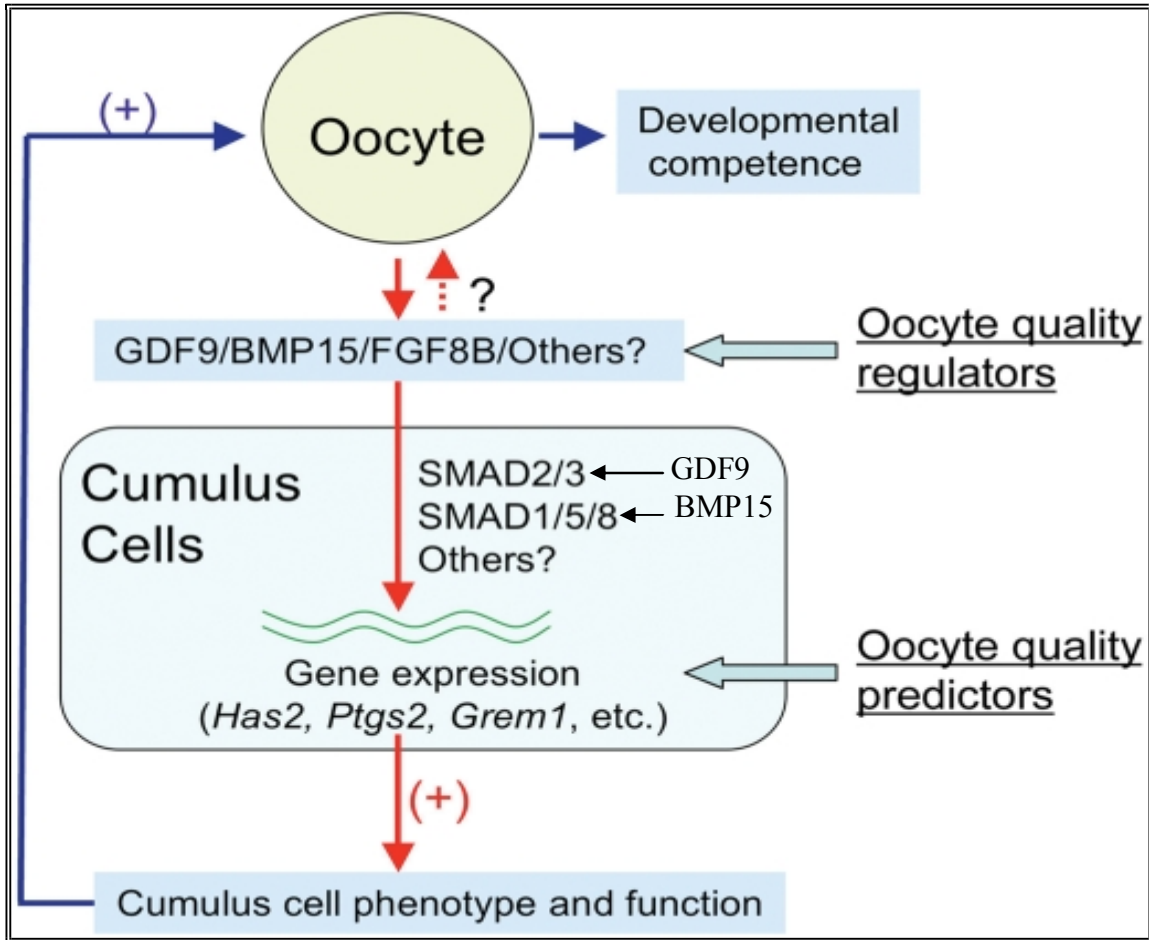 (+)
Oocyte
Developmental
competence
?
GDF9/BMP15/FGF8B/Others?
Oocyte quality
regulators
Cumulus
Cells
SMAD2/3
GDF9
SMAD1/5/8
BMP15
Others?
Gene expression
(Has2, Ptgs2, Grem1, etc.)
Oocyte quality
predictors
(+)
Cumulus cell phenotype and function